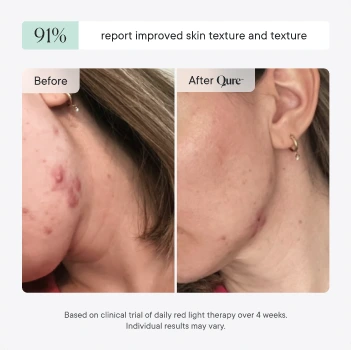 91%
report improved skin texture and texture
Before
After Qure
Based on clinical trial of daily red light therapy over 4 weeks.
Individual results may vary.